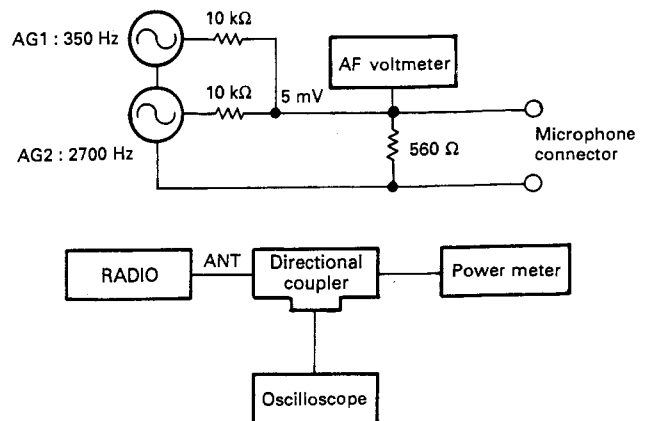 10 kΩ
AG1 : 350 Hz
AF voltmeter
10 kΩ
5 mV
AG2 : 2700 Hz
560 Ω
Microphone
connector
ANT
RADIO
Directional
coupler
Power meter
Oscilloscope